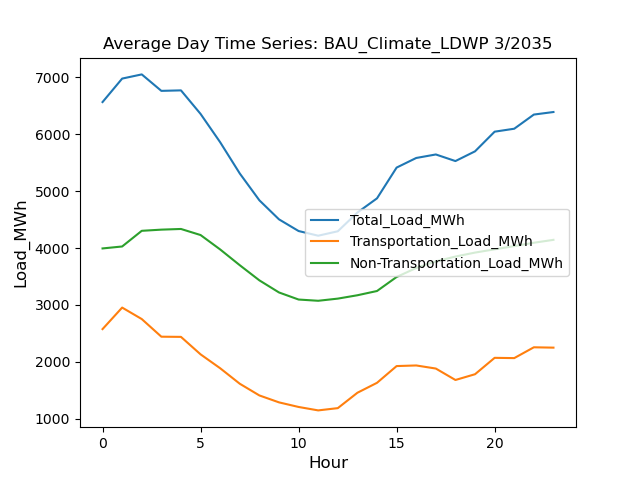 Average Day Time Series: BAU_Climate_LDWP 3/2035
Load_MWh
7000
6000
5000
4000
3000
2000
1000
Total_Load_MWh
Transportation_Load_MWh
Non-Transportation_Load_MWh
0
5
10
15
20
Hour